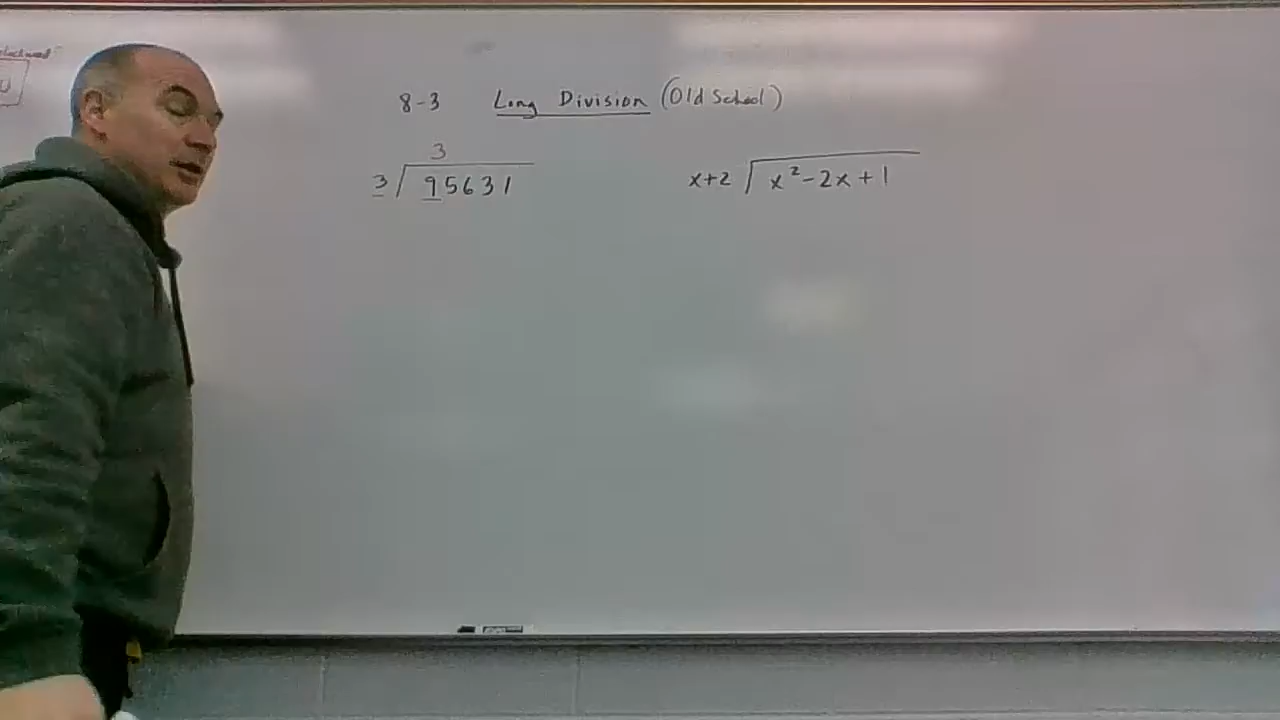 8-3 Long Division (Old School)
3
3 95631
x+2 x²-2x+1